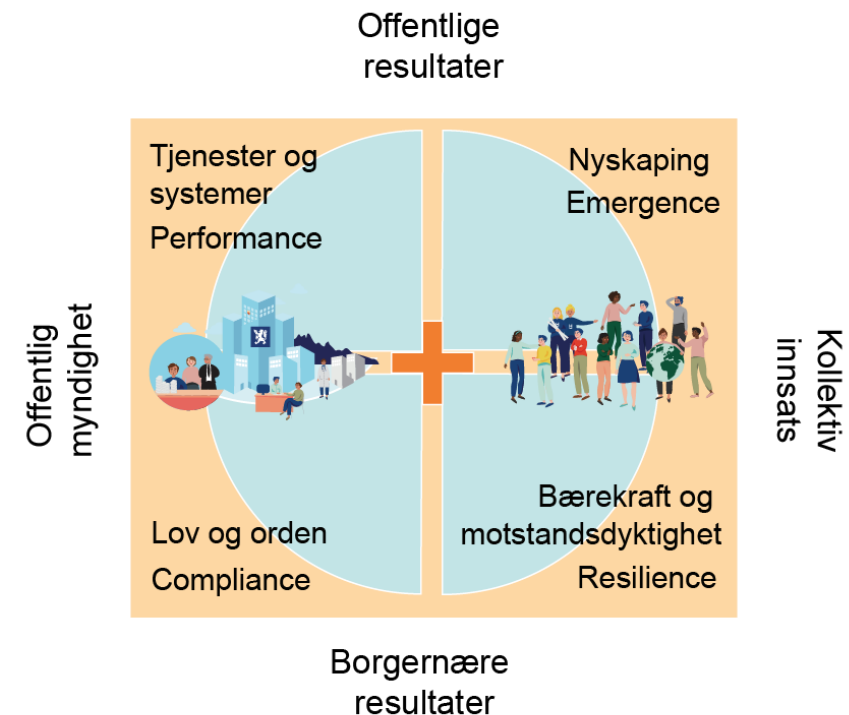 Offentlige
resultater
Tjenester og
systemer
Performance
Nyskaping
Emergence
Offentlig
myndighet
Kollektiv
innsats
Lov og orden
Compliance
Bærekraft og
motstandsdyktighet
Resilience
Borgernære
resultater